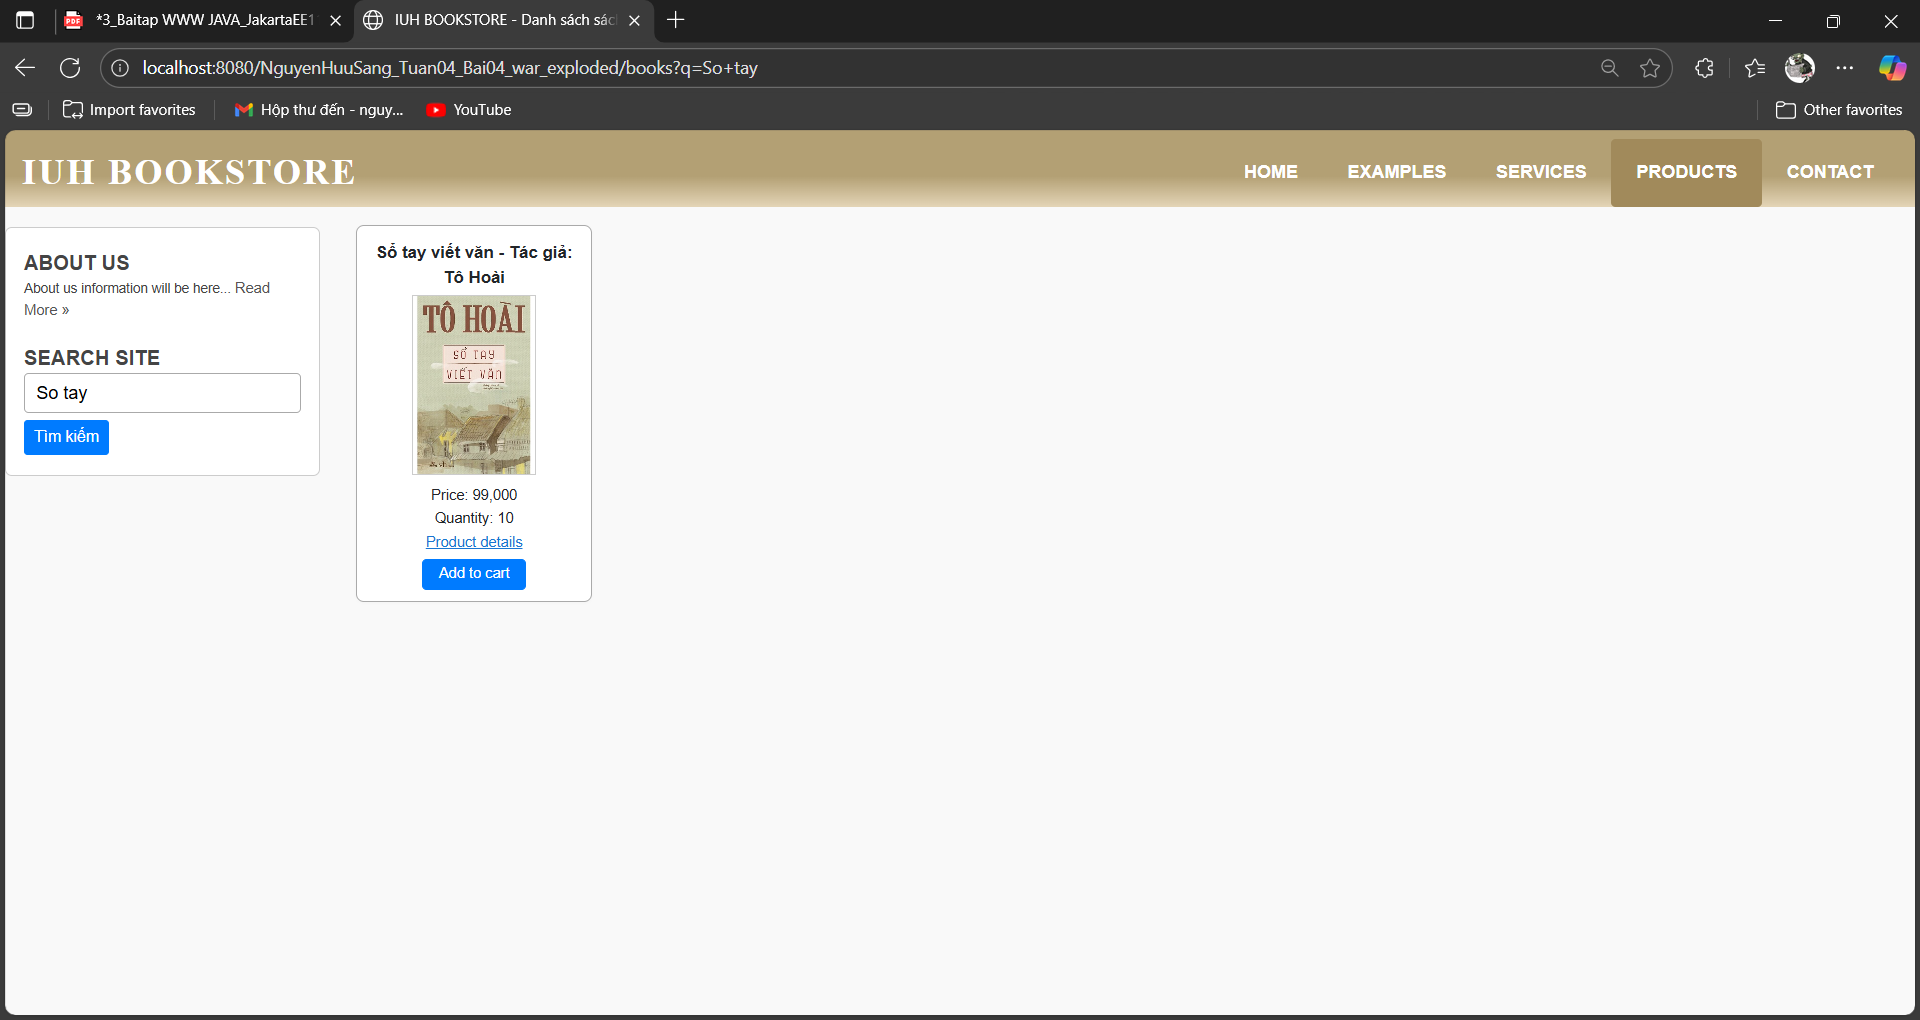 *3_Baitap WWW JAVA_JakartaEE1
IUH BOOKSTORE - Danh sách sác
localhost:8080/NguyenHuuSang_Tuan04_Bai04_war_exploded/books?q=So+tay
Import favorites
Hộp thư đến - nguy...
YouTube
Other favorites
IUH BOOKSTORE
HOME
EXAMPLES
SERVICES
PRODUCTS
CONTACT
ABOUT US
About us information will be here... Read
More »
SEARCH SITE
So tay
Tìm kiếm
Sổ tay viết văn - Tác giả:
Tô Hoài
TÔ HOÀI
SỔ TAY
VIẾT VĂN
Price: 99,000
Quantity: 10
Product details
Add to cart